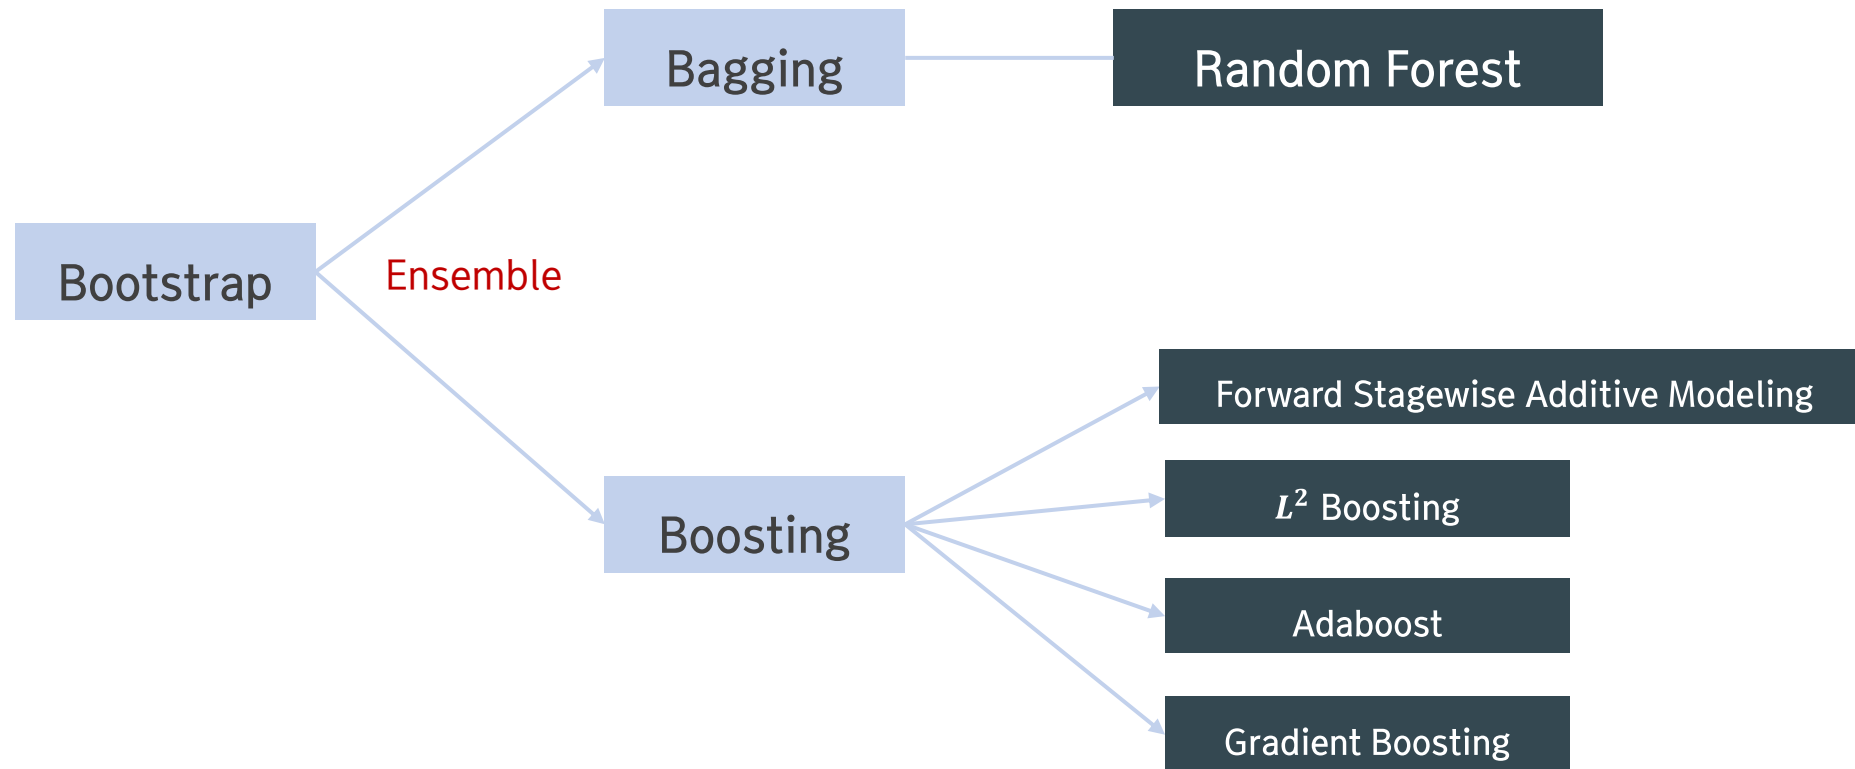 Bagging
Random Forest
Bootstrap
Ensemble
Forward Stagewise Additive Modeling
L² Boosting
Boosting
Adaboost
Gradient Boosting